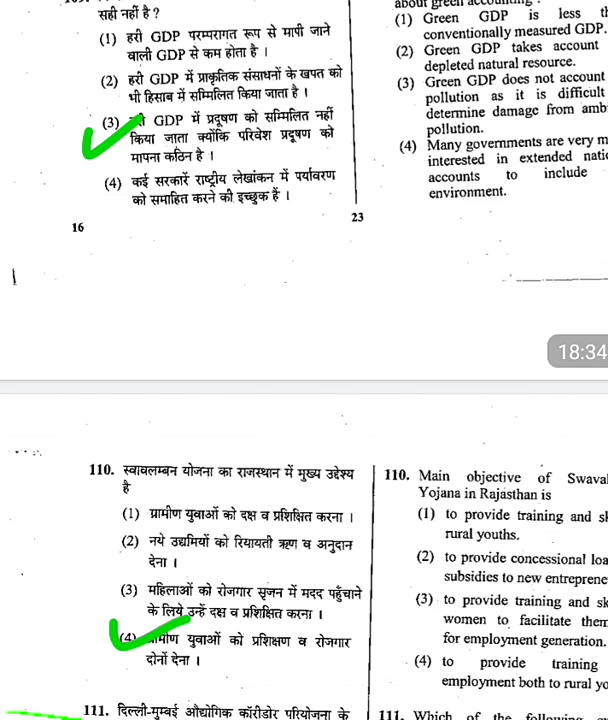 सही नहीं है ?
(1) हरी GDP परम्परागत रूप से मापी जाने
वाली GDP से कम होता है ।
(2) हरी GDP में प्राकृतिक संसाधनों के खपत को
भी हिसाब में सम्मिलित किया जाता है ।
(3) GDP में प्रदूषण को सम्मिलित नहीं
किया जाता क्योंकि परिवेश प्रदूषण को
मापना कठिन है ।
(4) कई सरकारें राष्ट्रीय लेखांकन में पर्यावरण
को समाहित करने की इच्छुक हैं ।
16
about green accounting ?
(1) Green GDP is less
conventionally measured GDP.
(2) Green GDP takes account
depleted natural resource.
(3) Green GDP does not account
pollution as it is difficult
determine damage from amb
pollution.
(4) Many governments are very m
interested in extended nati
accounts to include
environment.
23
18:34
110. स्वावलम्बन योजना का राजस्थान में मुख्य उद्देश्य
है
(1) ग्रामीण युवाओं को दक्ष व प्रशिक्षित करना ।
(2) नये उद्यमियों को रियायती ऋण व अनुदान
देना ।
(3) महिलाओं को रोजगार सृजन में मदद पहुँचाने
के लिये उन्हें दक्ष व प्रशिक्षित करना ।
(4) युवाओं को प्रशिक्षण व रोजगार
दोनों देना ।
111. दिल्ली-मुम्बई औद्योगिक कॉरीडोर परियोजना के
110. Main objective of Swaval
Yojana in Rajasthan is
(1) to provide training and sk
rural youths.
(2) to provide concessional loa
subsidies to new entreprene
(3) to provide training and sk
women to facilitate them
for employment generation.
(4) to provide training
employment both to rural yo
111. Which of the following